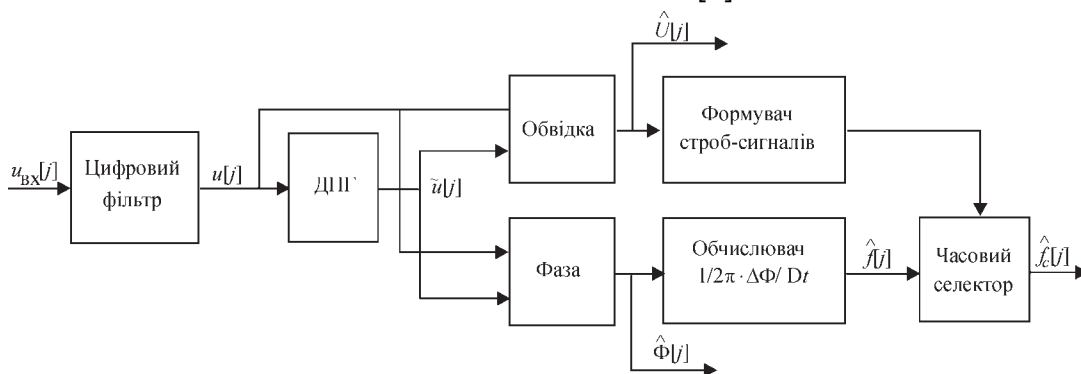 Û[j]
Обвідка
Формувач
строб-сигналів
u_ВХ[j]
Цифровий
фільтр
u[j]
ДПГ
ũ[j]
Фаза
Обчислювач
1/2π · ΔΦ/ Dt
f̂[j]
Часовий
селектор
f̂_c[j]
Φ̂[j]